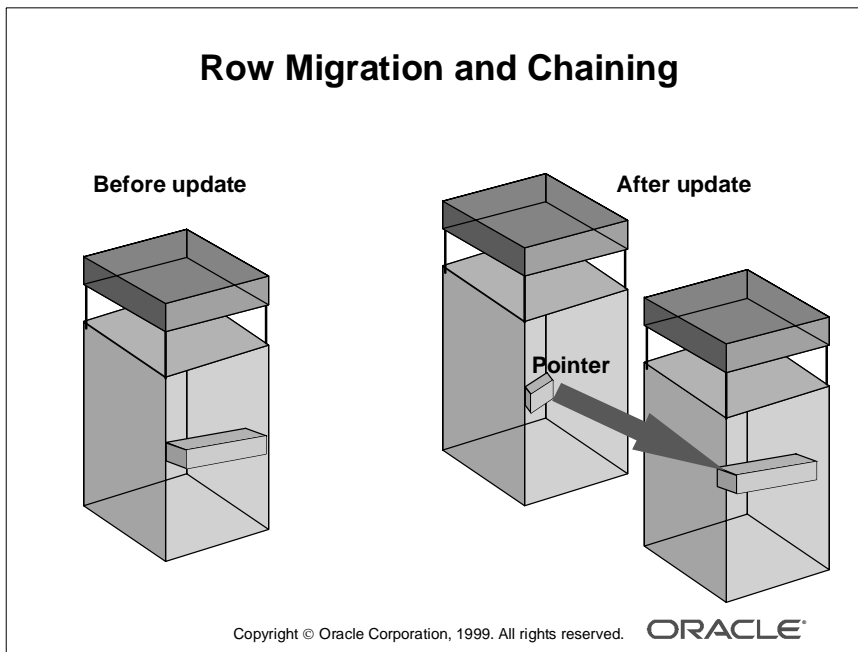 Row Migration and Chaining
Before update
After update
Pointer
Copyright © Oracle Corporation, 1999. All rights reserved.
ORACLE®